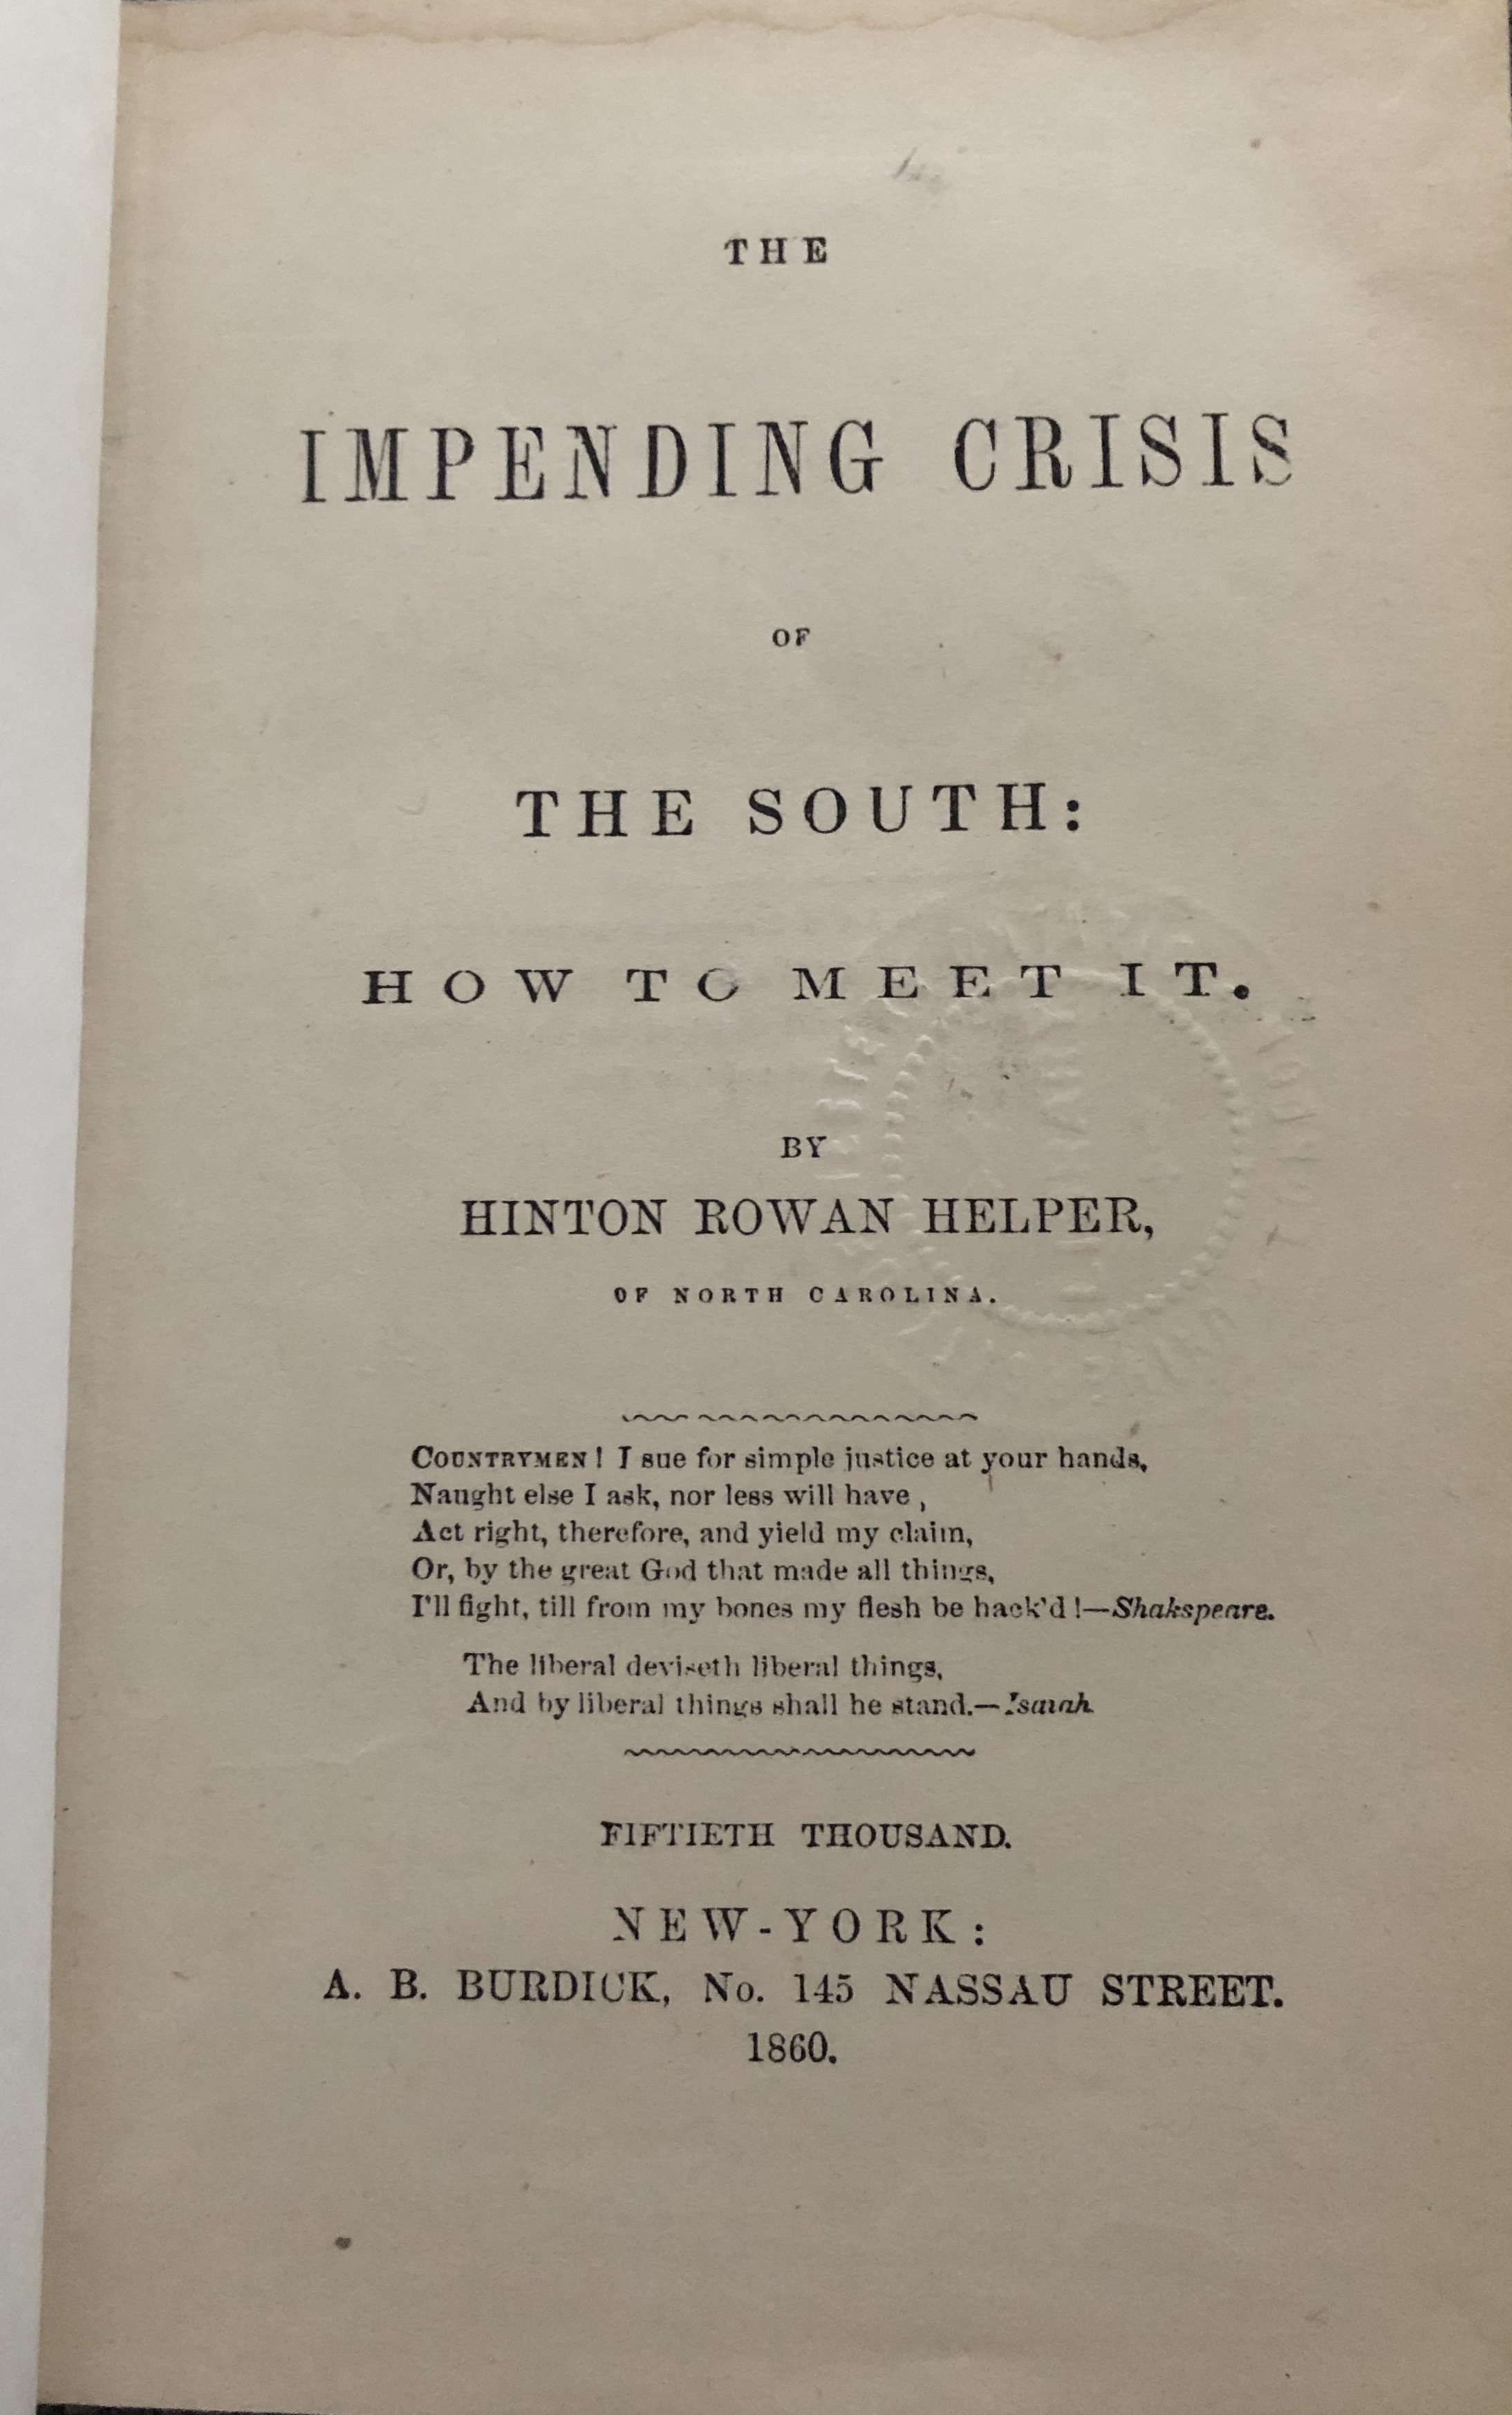 THE
IMPENDING CRISIS
OF
THE SOUTH:
HOW TO MEET IT.
BY
HINTON ROWAN HELPER,
OF NORTH CAROLINA.
COUNTRYMEN! I sue for simple justice at your hands,
Naught else I ask, nor less will have,
Act right, therefore, and yield my claim,
Or, by the great God that made all things,
I'll fight, till from my bones my flesh be hack'd!—Shakspeare.
The liberal deviseth liberal things,
And by liberal things shall he stand.—Isaiah.
FIFTIETH THOUSAND.
NEW-YORK:
A. B. BURDICK, No. 145 NASSAU STREET.
1860.